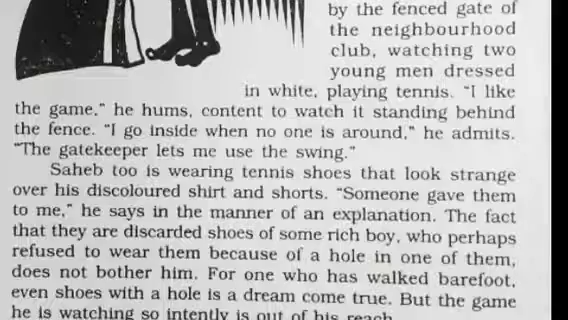 by the fenced gate of
the neighbourhood
club, watching two
young men dressed
in white, playing tennis. "I like
the game," he hums, content to watch it standing behind
the fence. "I go inside when no one is around," he admits.
"The gatekeeper lets me use the swing."
Saheb too is wearing tennis shoes that look strange
over his discoloured shirt and shorts. "Someone gave them
to me," he says in the manner of an explanation. The fact
that they are discarded shoes of some rich boy, who perhaps
refused to wear them because of a hole in one of them,
does not bother him. For one who has walked barefoot,
even shoes with a hole is a dream come true. But the game
he is watching so intently is out of his reach.